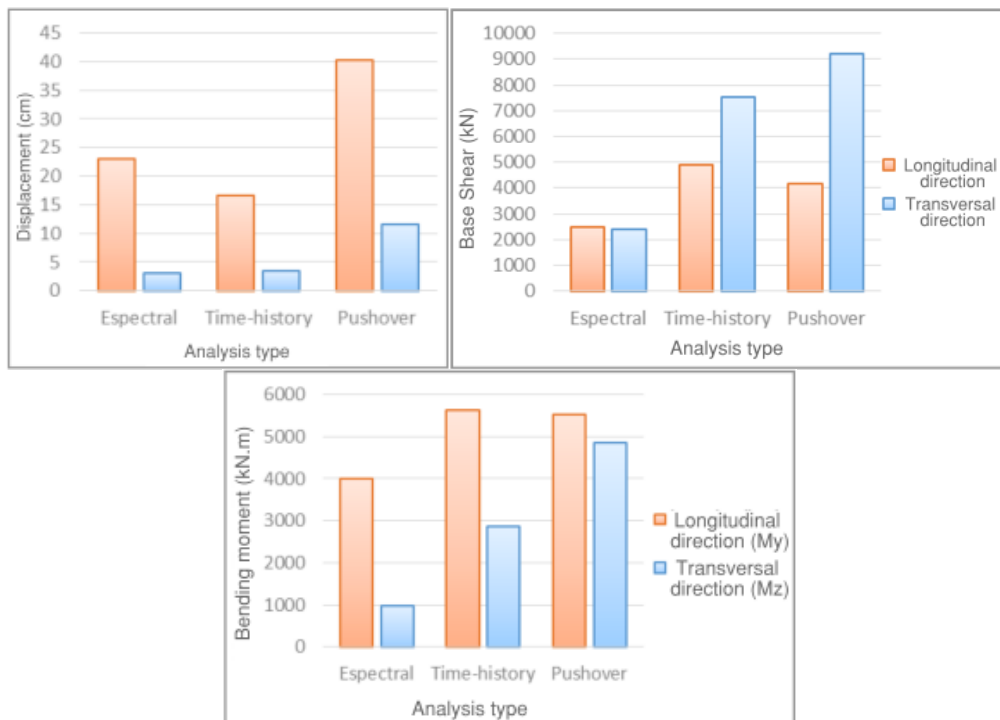 Displacement (cm)
45
40
35
30
25
20
15
10
5
0
Espectral Time-history Pushover
Analysis type
Base Shear (kN)
10000
9000
8000
7000
6000
5000
4000
3000
2000
1000
0
Espectral Time-history Pushover
Analysis type
Longitudinal
direction
Transversal
direction
Bending moment (kN.m)
6000
5000
4000
3000
2000
1000
0
Espectral Time-history Pushover
Analysis type
Longitudinal
direction (My)
Transversal
direction (Mz)